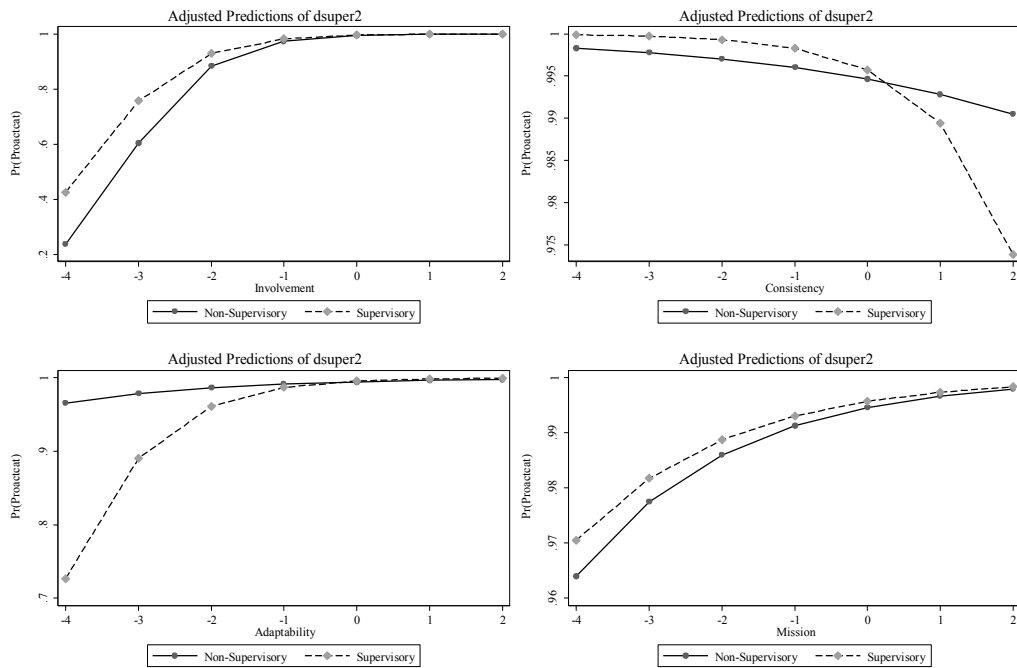 Adjusted Predictions of dsuper2
Pr(Proactcat)
1
.8
.6
.4
.2
-4 -3 -2 -1 0 1 2
Involvement
Non-Supervisory Supervisory
Adjusted Predictions of dsuper2
Pr(Proactcat)
1
.995
.99
.985
.98
.975
-4 -3 -2 -1 0 1 2
Consistency
Non-Supervisory Supervisory
Adjusted Predictions of dsuper2
Pr(Proactcat)
1
.9
.8
.7
-4 -3 -2 -1 0 1 2
Adaptability
Non-Supervisory Supervisory
Adjusted Predictions of dsuper2
Pr(Proactcat)
1
.99
.98
.97
.96
-4 -3 -2 -1 0 1 2
Mission
Non-Supervisory Supervisory